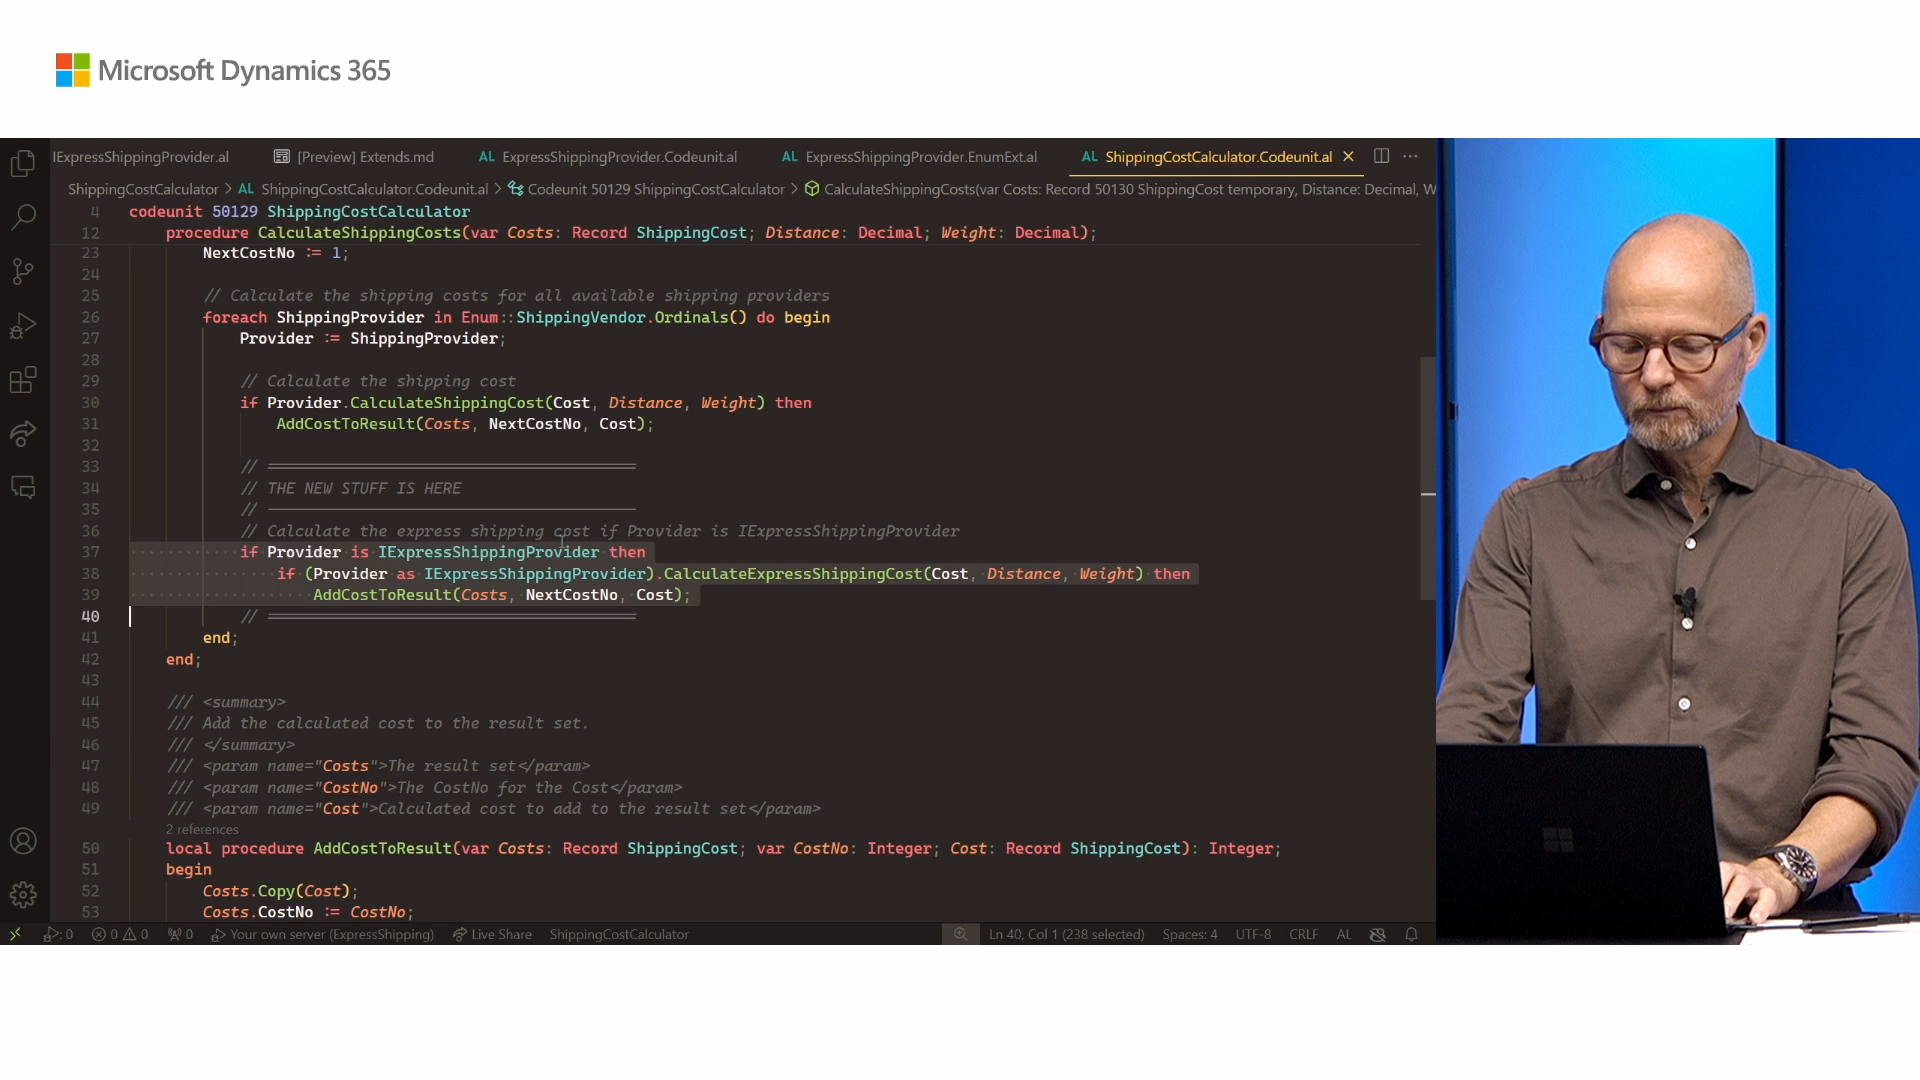 Microsoft Dynamics 365
IExpressShippingProvider.al
[Preview] Extends.md
AL ExpressShippingProvider.Codeunit.al
AL ExpressShippingProvider.EnumExt.al
AL ShippingCostCalculator.Codeunit.al
ShippingCostCalculator > AL ShippingCostCalculator.Codeunit.al > Codeunit 50129 ShippingCostCalculator > CalculateShippingCosts(var Costs: Record 50130 ShippingCost temporary, Distance: Decimal, W
4 codeunit 50129 ShippingCostCalculator
12 procedure CalculateShippingCosts(var Costs: Record ShippingCost; Distance: Decimal; Weight: Decimal);
23 NextCostNo := 1;
24
25 // Calculate the shipping costs for all available shipping providers
26 foreach ShippingProvider in Enum::ShippingVendor.Ordinals() do begin
27 Provider := ShippingProvider;
28
29 // Calculate the shipping cost
30 if Provider.CalculateShippingCost(Cost, Distance, Weight) then
31 AddCostToResult(Costs, NextCostNo, Cost);
32
33 // ========================================
34 // THE NEW STUFF IS HERE
35 // ----------------------------------------
36 // Calculate the express shipping cost if Provider is IExpressShippingProvider
37 if Provider is IExpressShippingProvider then
38 if (Provider as IExpressShippingProvider).CalculateExpressShippingCost(Cost, Distance, Weight) then
39 AddCostToResult(Costs, NextCostNo, Cost);
40 // ========================================
41 end;
42 end;
43
44 /// <summary>
45 /// Add the calculated cost to the result set.
46 /// </summary>
47 /// <param name="Costs">The result set</param>
48 /// <param name="CostNo">The CostNo for the Cost</param>
49 /// <param name="Cost">Calculated cost to add to the result set</param>
2 references
50 local procedure AddCostToResult(var Costs: Record ShippingCost; var CostNo: Integer; Cost: Record ShippingCost): Integer;
51 begin
52 Costs.Copy(Cost);
53 Costs.CostNo := CostNo;
: 0 0 0 0 Your own server (ExpressShipping) Live Share ShippingCostCalculator Ln 40, Col 1 (238 selected) Spaces: 4 UTF-8 CRLF AL